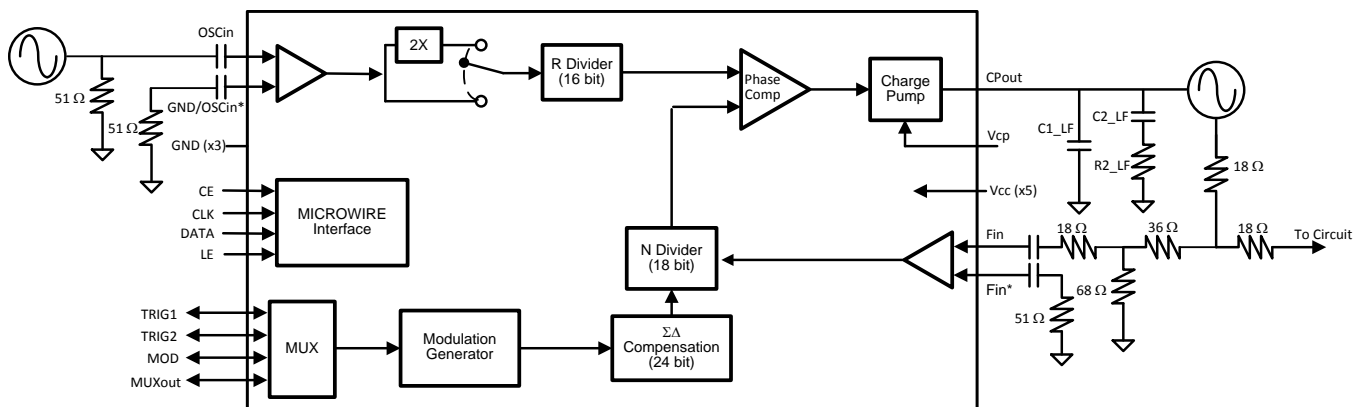 OSCin
2X
R Divider
(16 bit)
Phase
Comp
Charge
Pump
CPout
51 Ω
GND/OSCin*
51 Ω
GND (x3)
Vcp
C1_LF
C2_LF
R2_LF
18 Ω
Vcc (x5)
CE
CLK
DATA
LE
MICROWIRE
Interface
N Divider
(18 bit)
Fin
18 Ω
36 Ω
18 Ω
To Circuit
Fin*
51 Ω
68 Ω
TRIG1
TRIG2
MOD
MUXout
MUX
Modulation
Generator
ΣΔ
Compensation
(24 bit)